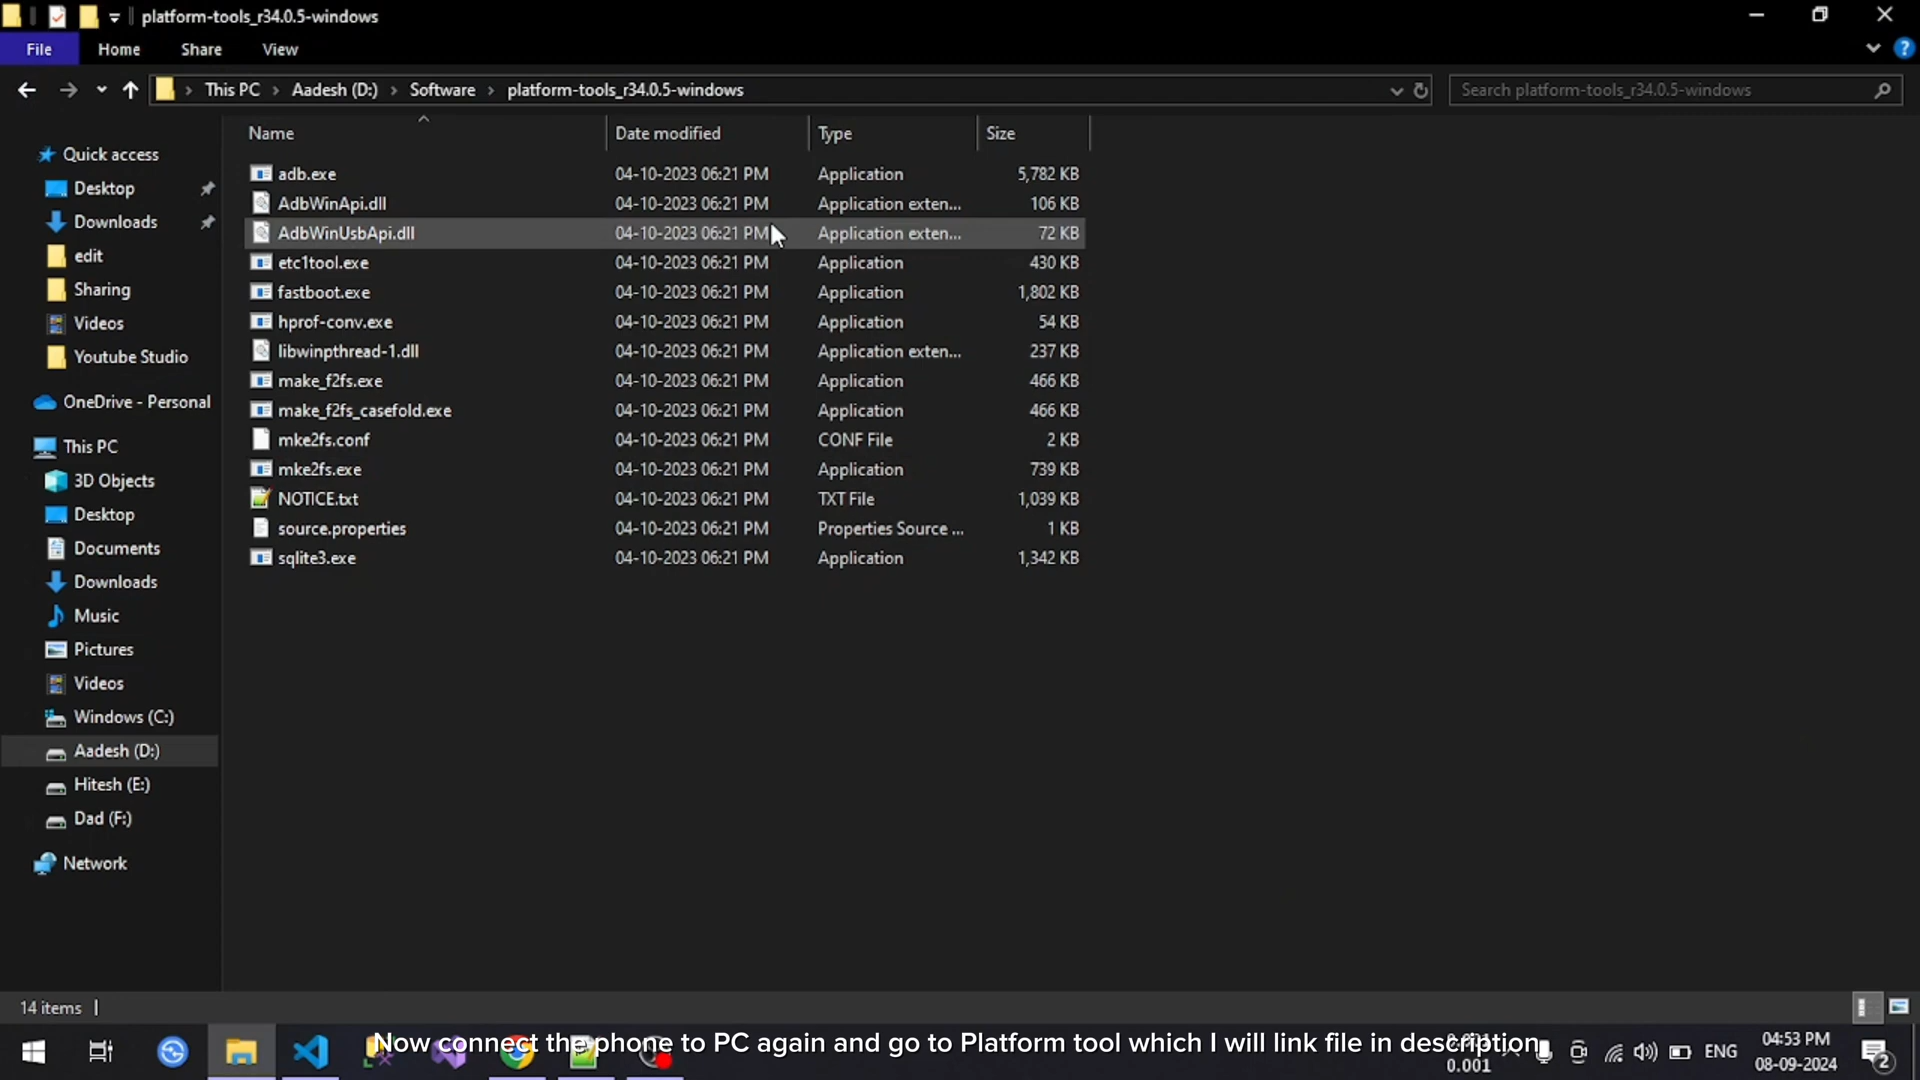 platform-tools_r34.0.5-windows
File Home Share View
This PC Aadesh (D:) Software platform-tools_r34.0.5-windows
Search platform-tools_r34.0.5-windows
Quick access
Desktop
Downloads
edit
Sharing
Videos
Youtube Studio
OneDrive - Personal
This PC
3D Objects
Desktop
Documents
Downloads
Music
Pictures
Videos
Windows (C:)
Aadesh (D:)
Hitesh (E:)
Dad (F:)
Network
Name Date modified Type Size
adb.exe 04-10-2023 06:21 PM Application 5,782 KB
AdbWinApi.dll 04-10-2023 06:21 PM Application exten... 106 KB
AdbWinUsbApi.dll 04-10-2023 06:21 PM Application exten... 72 KB
etc1tool.exe 04-10-2023 06:21 PM Application 430 KB
fastboot.exe 04-10-2023 06:21 PM Application 1,802 KB
hprof-conv.exe 04-10-2023 06:21 PM Application 54 KB
libwinpthread-1.dll 04-10-2023 06:21 PM Application exten... 237 KB
make_f2fs.exe 04-10-2023 06:21 PM Application 466 KB
make_f2fs_casefold.exe 04-10-2023 06:21 PM Application 466 KB
mke2fs.conf 04-10-2023 06:21 PM CONF File 2 KB
mke2fs.exe 04-10-2023 06:21 PM Application 739 KB
NOTICE.txt 04-10-2023 06:21 PM TXT File 1,039 KB
source.properties 04-10-2023 06:21 PM Properties Source ... 1 KB
sqlite3.exe 04-10-2023 06:21 PM Application 1,342 KB
14 items
Now connect the phone to PC again and go to Platform tool which I will link file in description
0.001
ENG
04:53 PM
08-09-2024
2